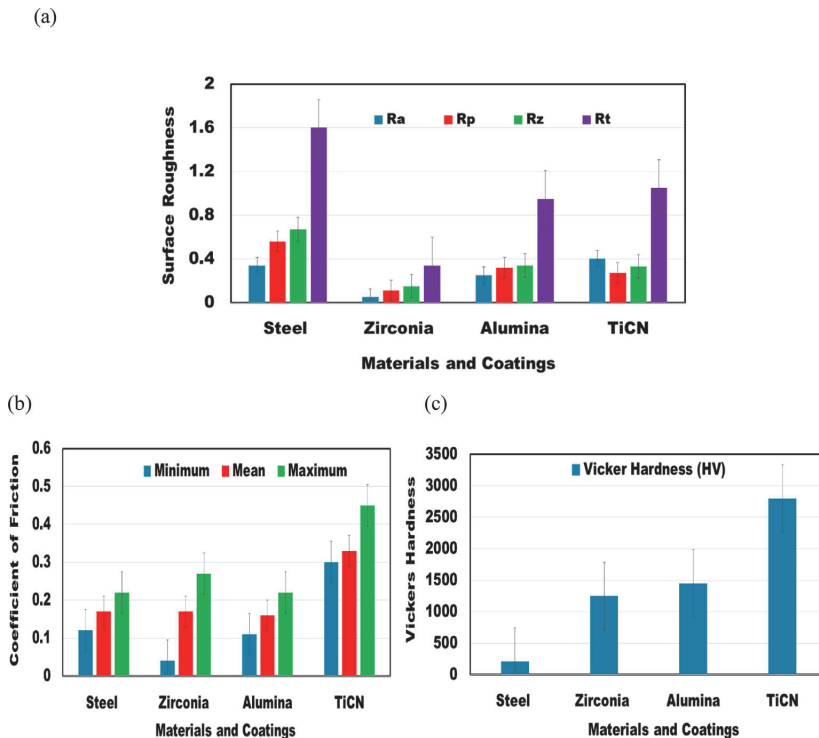 (a)
2
1.6
1.2
0.8
0.4
0
Surface Roughness
Ra Rp Rz Rt
Steel Zirconia Alumina TiCN
Materials and Coatings
(b)
0.6
0.5
0.4
0.3
0.2
0.1
0
Coefficient of Friction
Minimum Mean Maximum
Steel Zirconia Alumina TiCN
Materials and Coatings
(c)
3500
3000
2500
2000
1500
1000
500
0
Vickers Hardness
Vicker Hardness (HV)
Steel Zirconia Alumina TiCN
Materials and Coatings